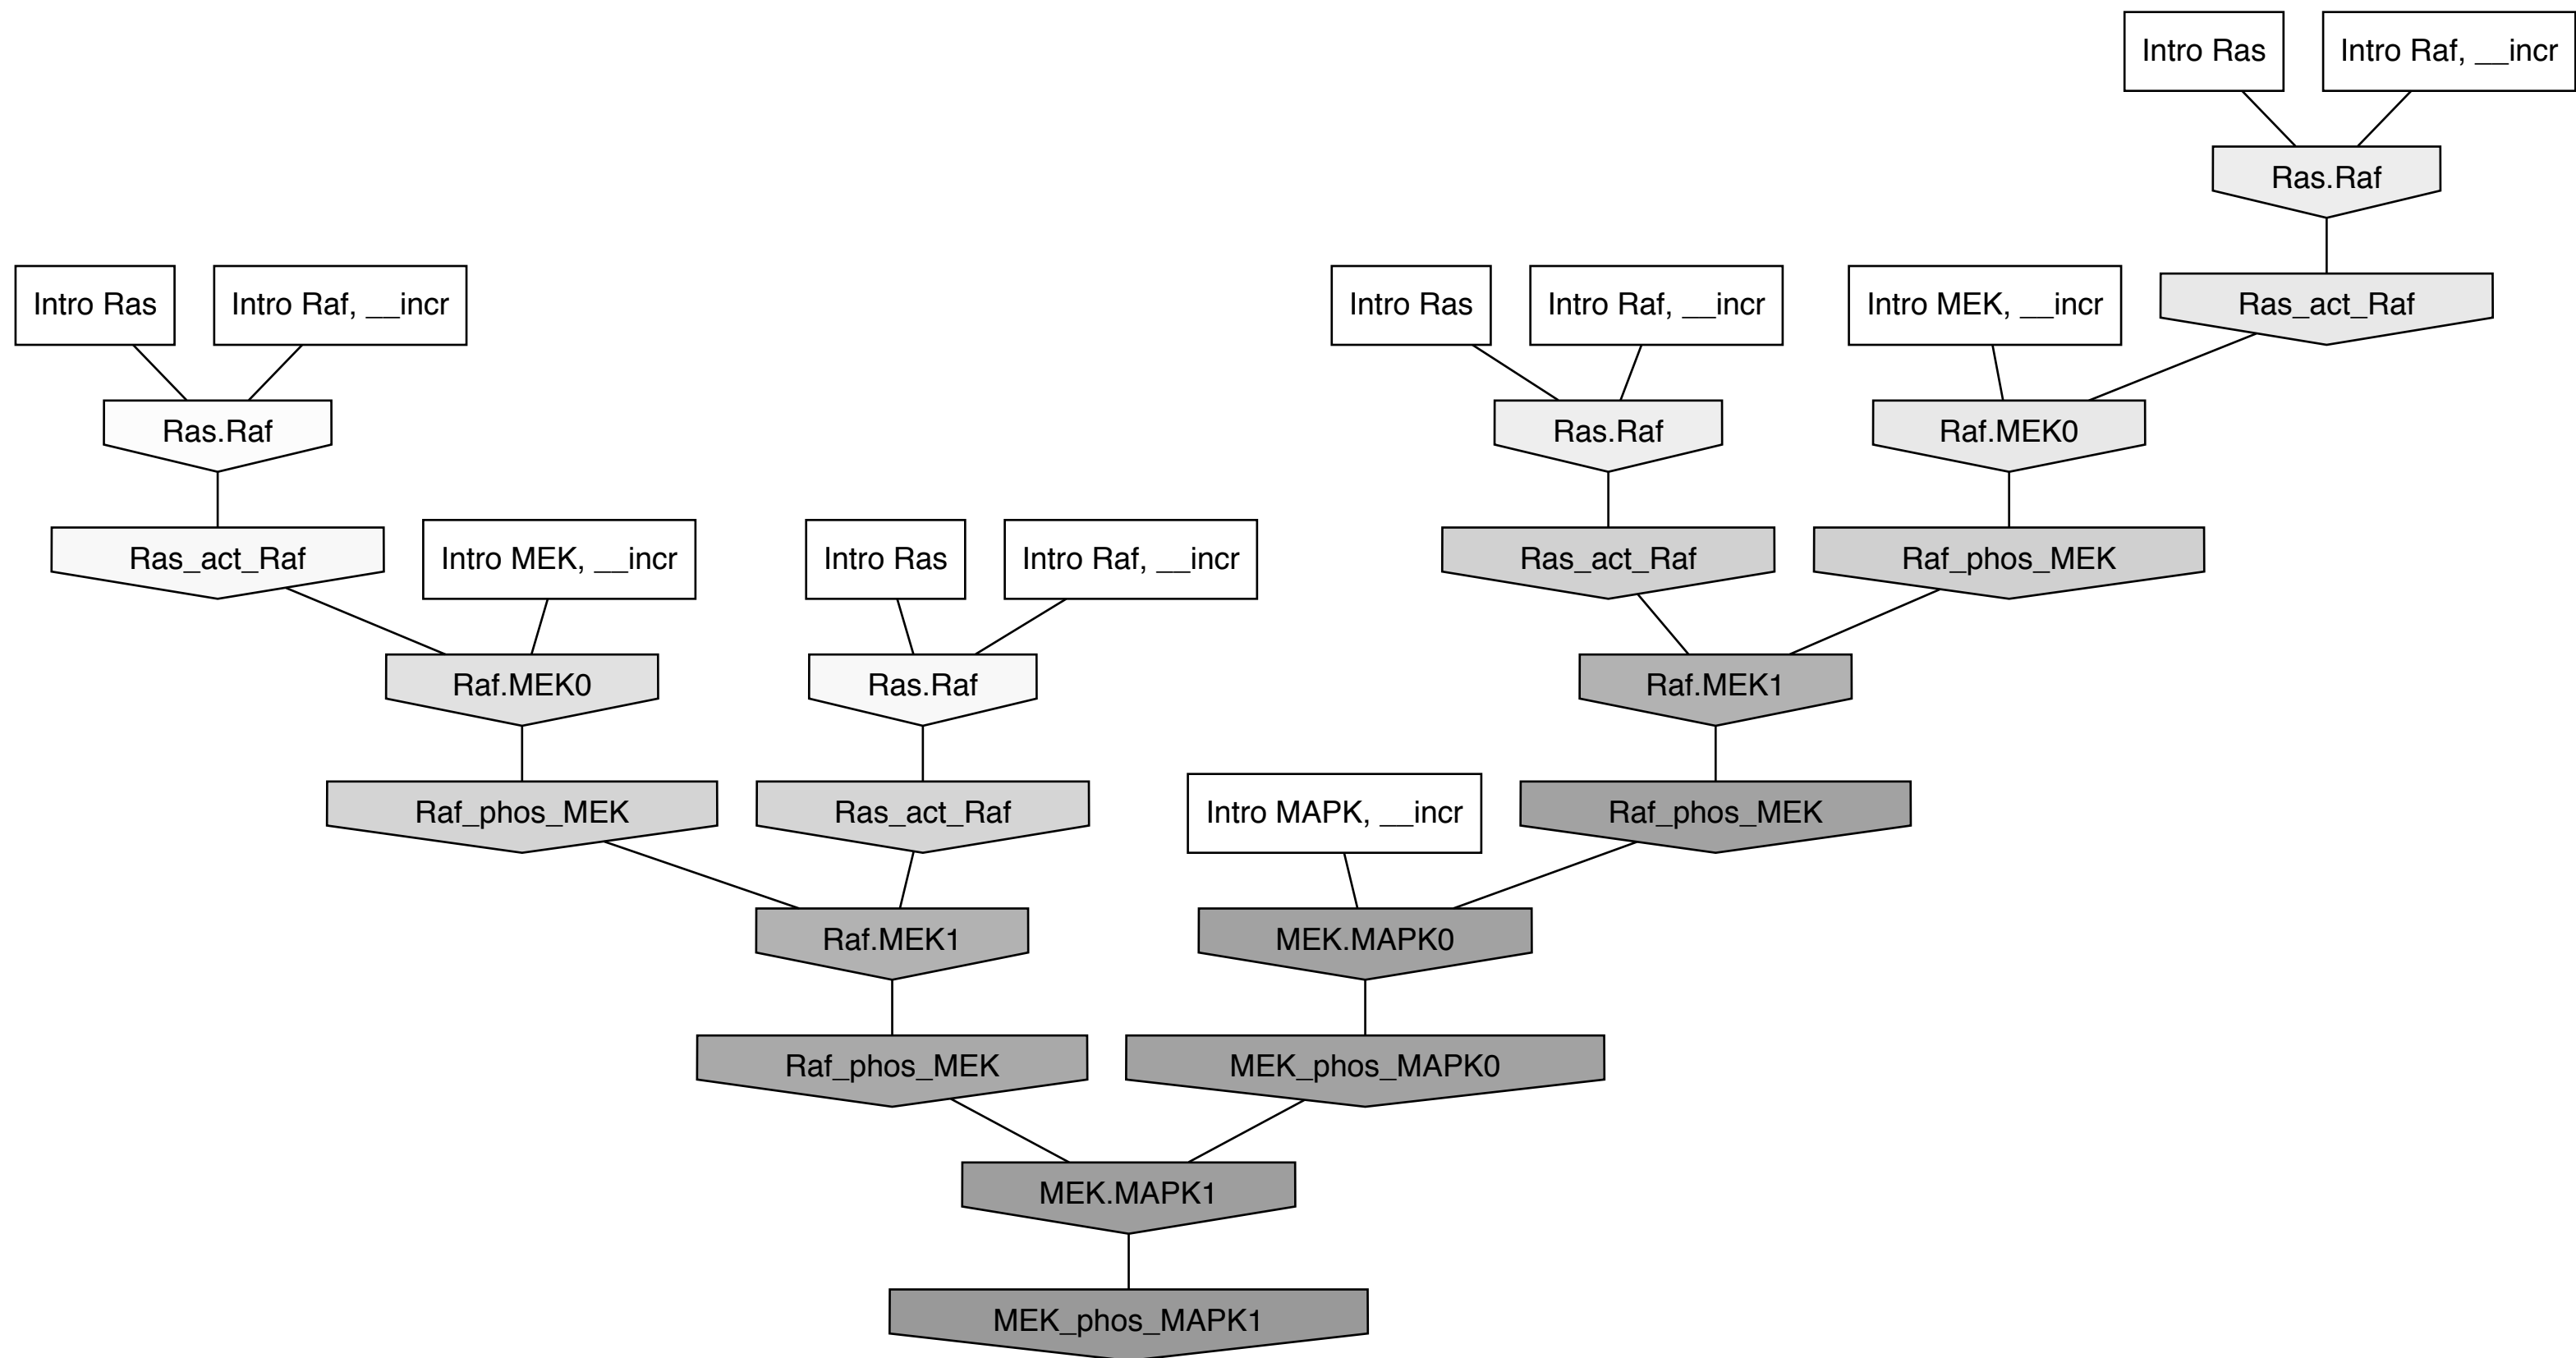 Intro Ras
Intro Raf, __incr
Ras.Raf
Intro Ras
Intro Raf, __incr
Intro Ras
Intro Raf, __incr
Intro MEK, __incr
Ras_act_Raf
Ras.Raf
Ras.Raf
Raf.MEK0
Ras_act_Raf
Intro MEK, __incr
Intro Ras
Intro Raf, __incr
Ras_act_Raf
Raf_phos_MEK
Raf.MEK0
Ras.Raf
Raf.MEK1
Raf_phos_MEK
Ras_act_Raf
Intro MAPK, __incr
Raf_phos_MEK
Raf.MEK1
MEK.MAPK0
Raf_phos_MEK
MEK_phos_MAPK0
MEK.MAPK1
MEK_phos_MAPK1